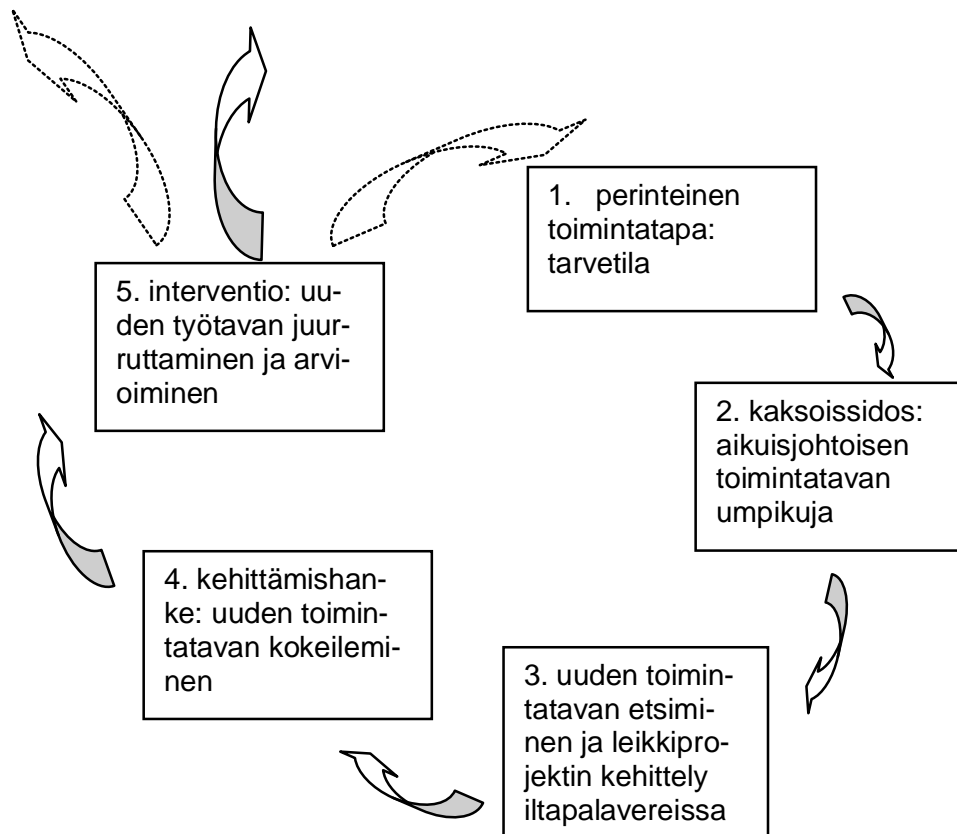 1. perinteinen
toimintatapa:
tarvetila
2. kaksoissidos:
aikuisjohtoisen
toimintatavan
umpikuja
3. uuden toimin-
tatavan etsimi-
nen ja leikkipro-
jektin kehittely
iltapalavereissa
4. kehittämishan-
ke: uuden toimin-
tatavan kokeilemi-
nen
5. interventio: uu-
den työtavan juur-
ruttaminen ja arvi-
oiminen